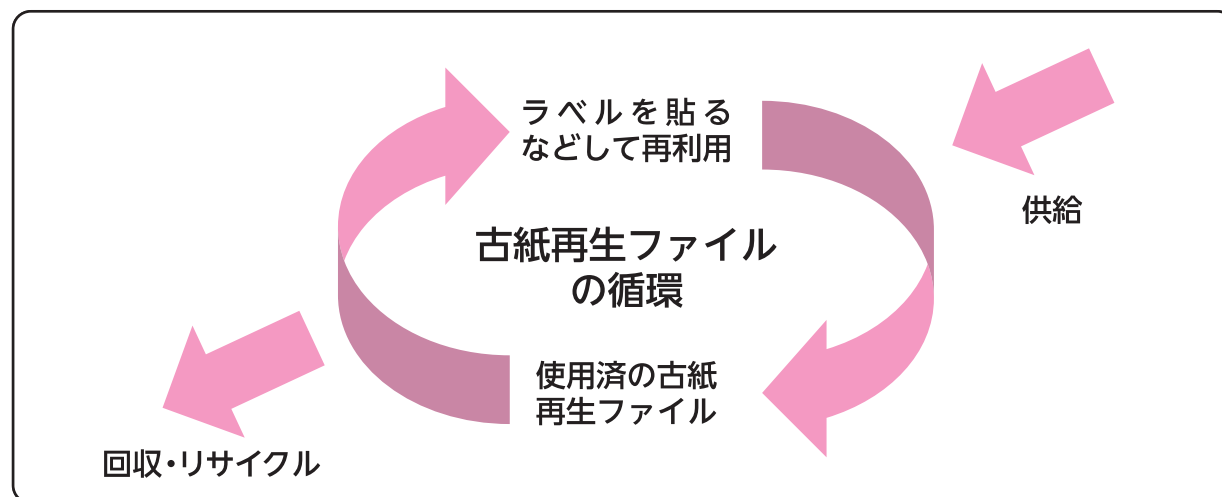 ラベルを貼る
などして再利用
供給
古紙再生ファイル
の循環
使用済の古紙
再生ファイル
回収・リサイクル